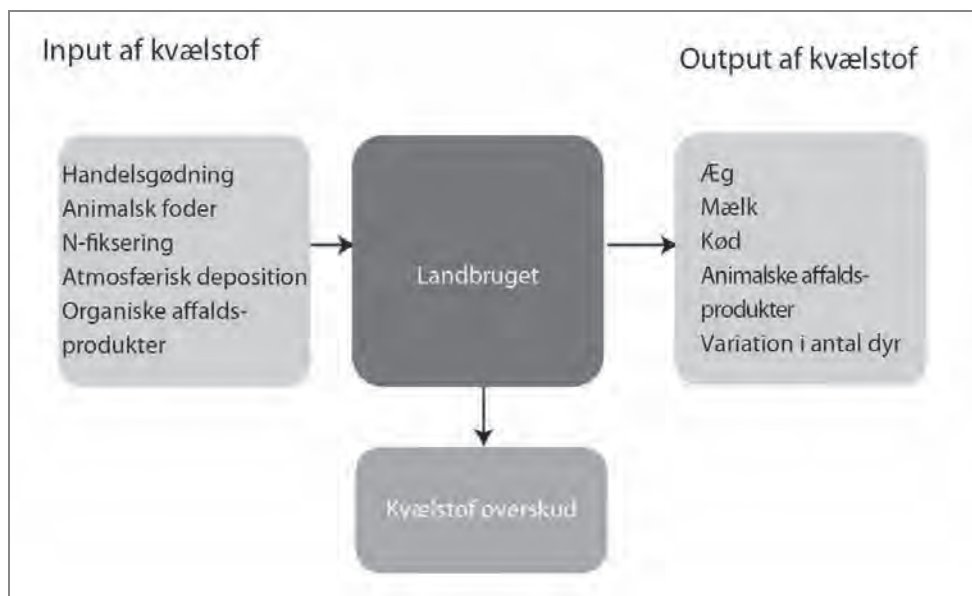 Input af kvælstof
Output af kvælstof
Handelsgødning
Animalsk foder
N-fiksering
Atmosfærisk deposition
Organiske affalds-
produkter
Landbruget
Æg
Mælk
Kød
Animalske affalds-
produkter
Variation i antal dyr
Kvælstof overskud